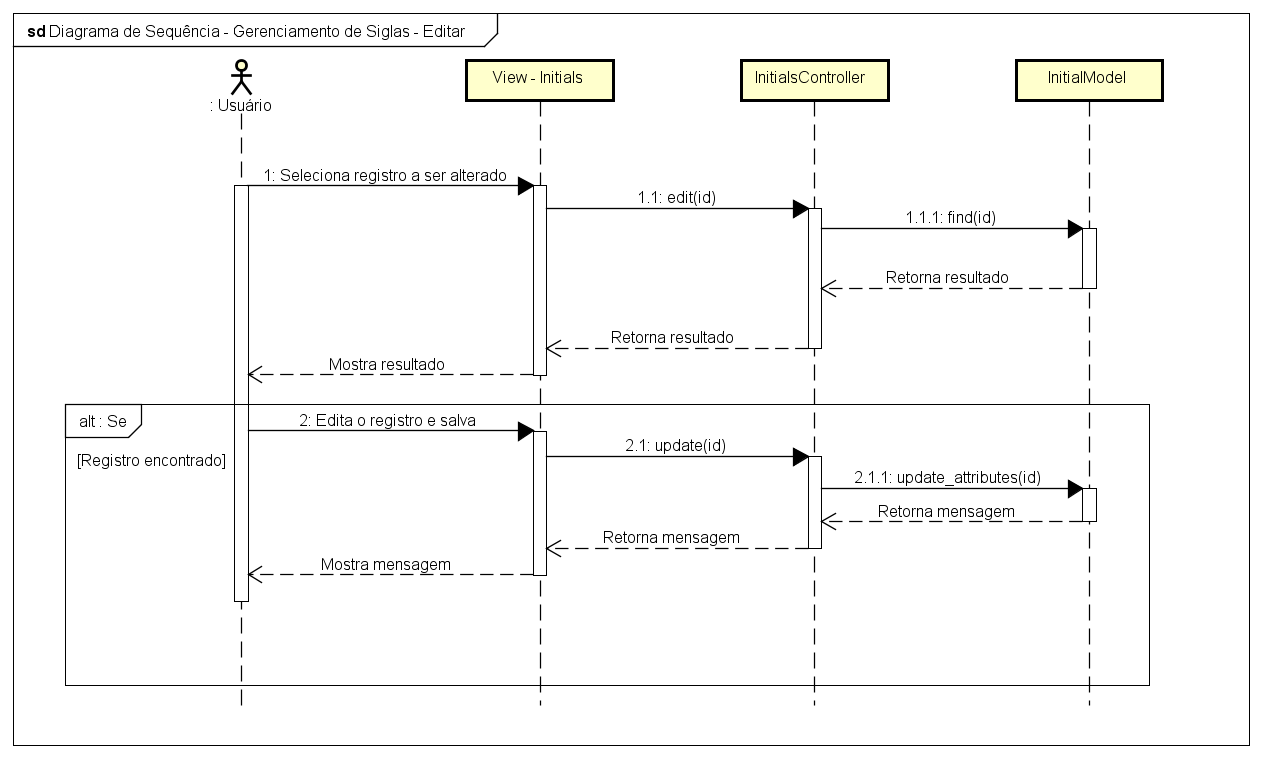 sd Diagrama de Sequência - Gerenciamento de Siglas - Editar
: Usuário
View - Initials
InitialsController
InitialModel
1: Seleciona registro a ser alterado
1.1: edit(id)
1.1.1: find(id)
Retorna resultado
Retorna resultado
Mostra resultado
alt : Se
[Registro encontrado]
2: Edita o registro e salva
2.1: update(id)
2.1.1: update_attributes(id)
Retorna mensagem
Retorna mensagem
Mostra mensagem